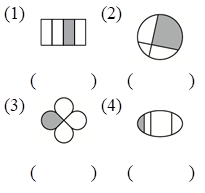 (1) (2)
( ) ( )
(3) (4)
( ) ( )